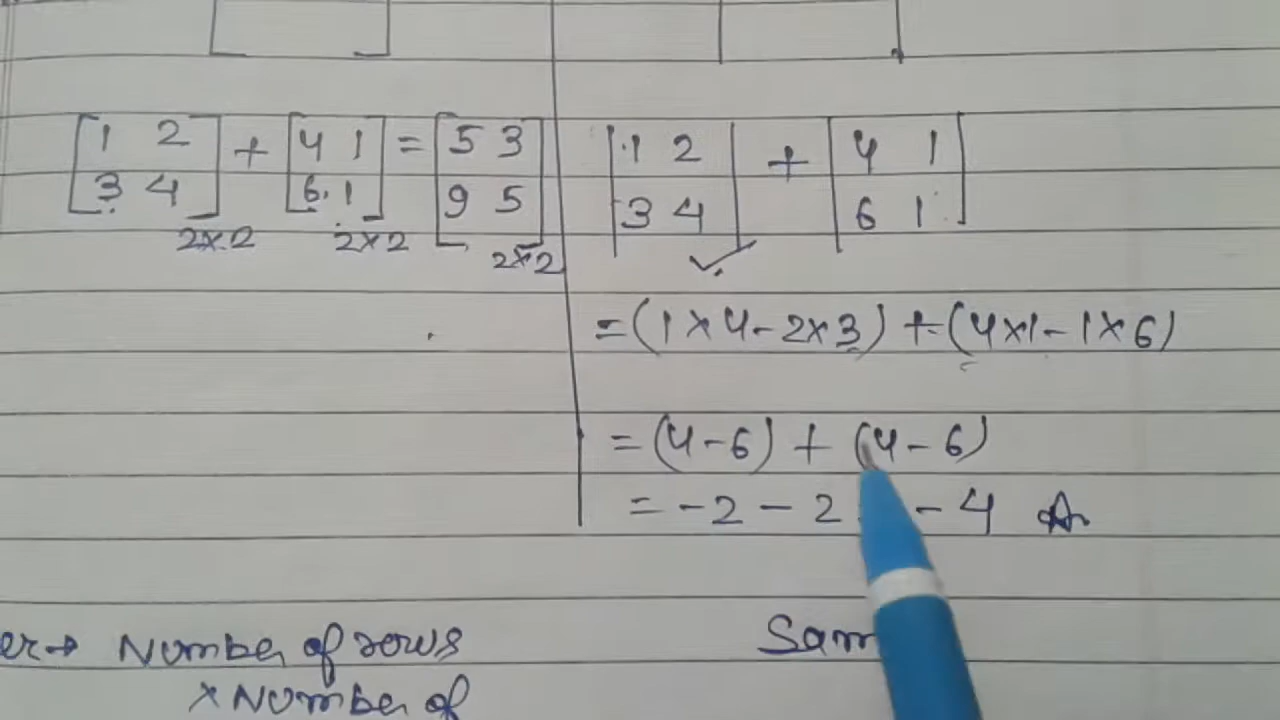 [1 2 + [4 1 = [5 3
3 4] 6 1] 9 5]
2×2 2×2 2×2
|1 2| + |4 1|
|3 4| |6 1|
=(1×4-2×3)+(4×1-1×6)
=(4-6)+(4-6)
=-2-2 -4
Number of rows
× Number of